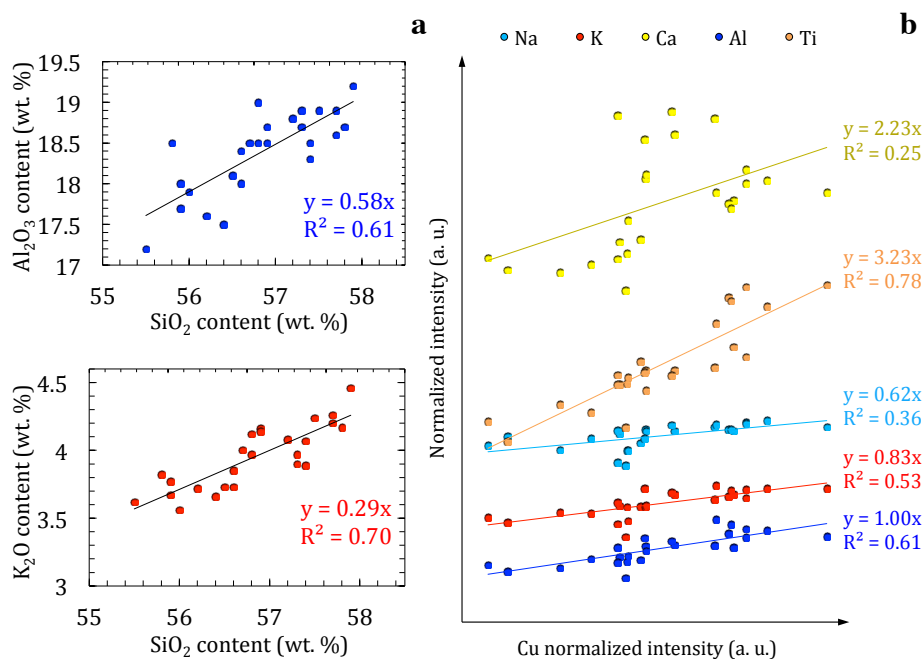 a
Al₂O₃ content (wt. %)
19.5
19
18.5
18
17.5
17
y = 0.58x
R² = 0.61
55 56 57 58
SiO₂ content (wt. %)
K₂O content (wt. %)
4.5
4
3.5
3
y = 0.29x
R² = 0.70
55 56 57 58
SiO₂ content (wt. %)
b
Na K Ca Al Ti
Normalized intensity (a. u.)
y = 2.23x
R² = 0.25
y = 3.23x
R² = 0.78
y = 0.62x
R² = 0.36
y = 0.83x
R² = 0.53
y = 1.00x
R² = 0.61
Cu normalized intensity (a. u.)